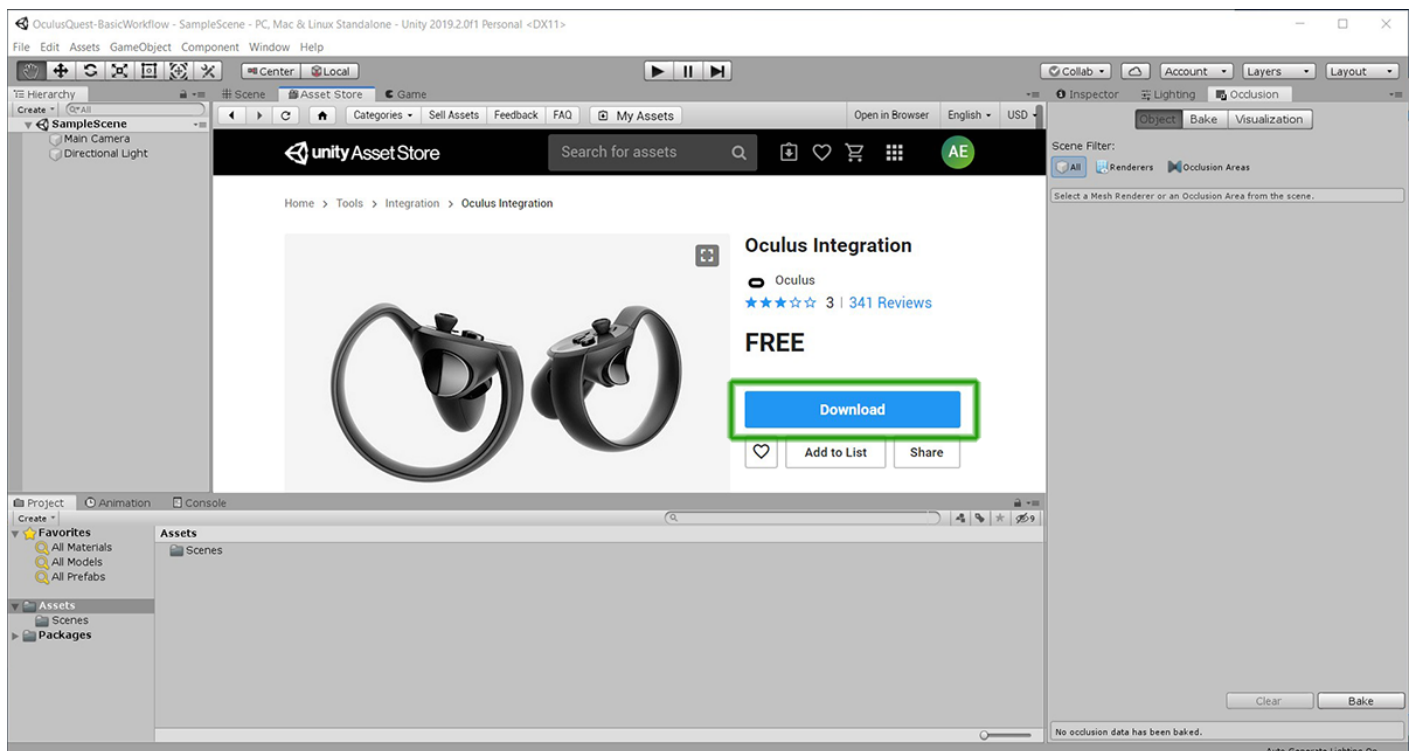 OculusQuest-BasicWorkflow - SampleScene - PC, Mac & Linux Standalone - Unity 2019.2.0f1 Personal <DX11>
File Edit Assets GameObject Component Window Help
Center Local
Collab Account Layers Layout
Hierarchy
Scene Asset Store Game
Inspector Lighting Occlusion
Create All
Categories Sell Assets Feedback FAQ My Assets Open in Browser English USD
Object Bake Visualization
SampleScene
Main Camera
Directional Light
unity Asset Store Search for assets AE
Scene Filter:
All Renderers Occlusion Areas
Select a Mesh Renderer or an Occlusion Area from the scene.
Home > Tools > Integration > Oculus Integration
Oculus Integration
Oculus
3 | 341 Reviews
FREE
Download
Add to List Share
Project Animation Console
Create
9
Favorites
All Materials
All Models
All Prefabs
Assets
Scenes
Packages
Assets
Scenes
Clear Bake
No occlusion data has been baked.
Auto Generate Lighting On